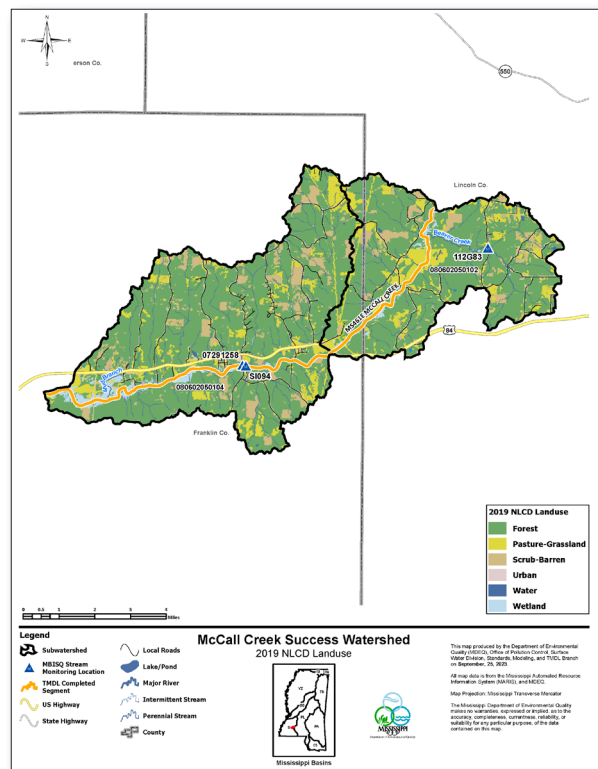 N
W
E
S
erson Co.
550
Lincoln Co.
Beaver Creek
112G83
080602050102
MS461E MCCALL CREEK
84
07291258
SI094
Branch
080602050104
Franklin Co.
2019 NLCD Landuse
Forest
Pasture-Grassland
Scrub-Barren
Urban
Water
Wetland
0 0.5 1 2 3 4
Miles
Legend
Subwatershed
MBISQ Stream
Monitoring Location
TMDL Completed
Segment
US Highway
State Highway
Local Roads
Lake/Pond
Major River
Intermittent Stream
Perennial Stream
County
McCall Creek Success Watershed
2019 NLCD Landuse
YZ
TB
PA
Mississippi Basins
MISSISSIPPI
This map produced by the Department of Environmental
Quality (MDEQ), Office of Pollution Control, Surface
Water Division, Standards, Modeling, and TMDL Branch
on September 25, 2023.
All map data is from the Mississippi Automated Resource
Information System (MARIS), and MDEQ.
Map Projection: Mississippi Transverse Mercator
The Mississippi Department of Environmental Quality
makes no warranties, expressed or implied, as to the
accuracy, completeness, currentness, reliability, or
suitability for any particular purpose, of the data
contained on this map.